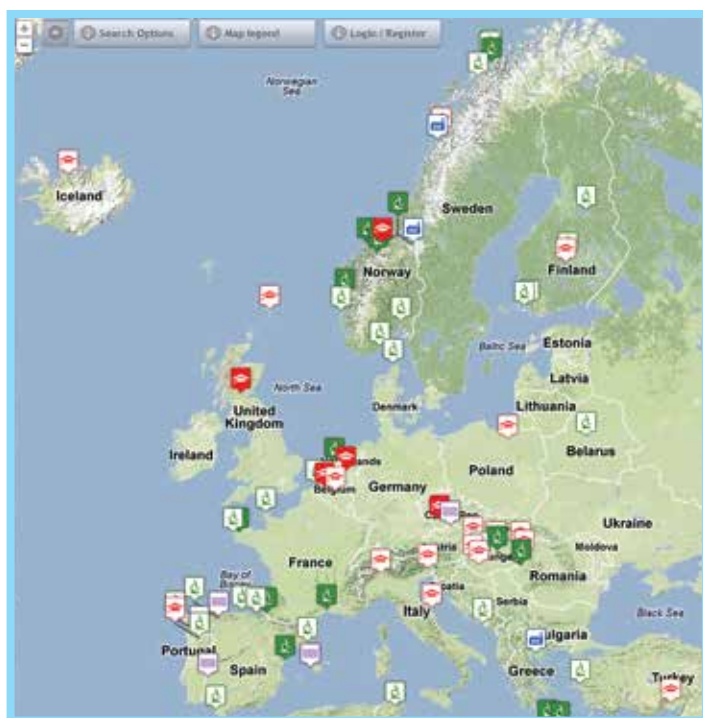 +
Search Options
Map legend
Login / Register
−
Norwegian
Sea
Iceland
Sweden
Norway
Finland
Baltic Sea
Estonia
Latvia
North Sea
Denmark
Lithuania
United
Kingdom
Ireland
Belarus
Poland
Belgium
Germany
Ukraine
Moldova
France
Romania
Bay of
Serbia
Italy
Black Sea
Portugal
Spain
Greece
Turkey